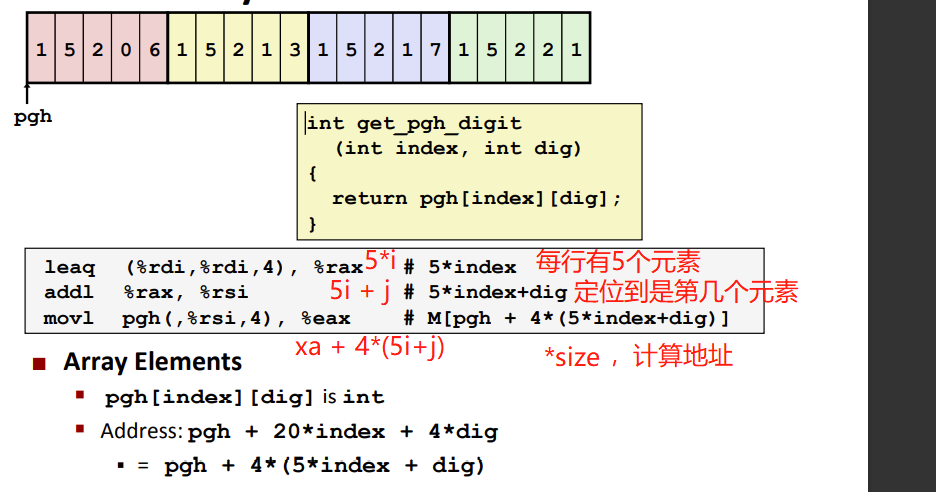 1 5 2 0 6 1 5 2 1 3 1 5 2 1 7 1 5 2 2 1
pgh
int get_pgh_digit
(int index, int dig)
{
return pgh[index][dig];
}
leaq (%rdi,%rdi,4), %rax 5*i # 5*index 每行有5个元素
addl %rax, %rsi 5i + j # 5*index+dig 定位到是第几个元素
movl pgh(,%rsi,4), %eax # M[pgh + 4*(5*index+dig)]
xa + 4*(5i+j) *size ， 计算地址
■ Array Elements
▪ pgh[index][dig] is int
▪ Address: pgh + 20*index + 4*dig
▪ = pgh + 4*(5*index + dig)